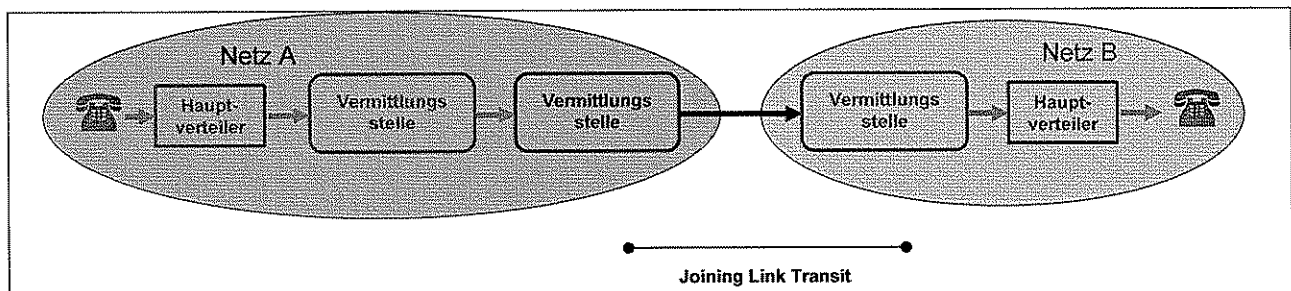 Netz A
Netz B
Haupt-
verteiler
Vermittlungs
stelle
Vermittlungs
stelle
Vermittlungs
stelle
Haupt-
verteiler
Joining Link Transit